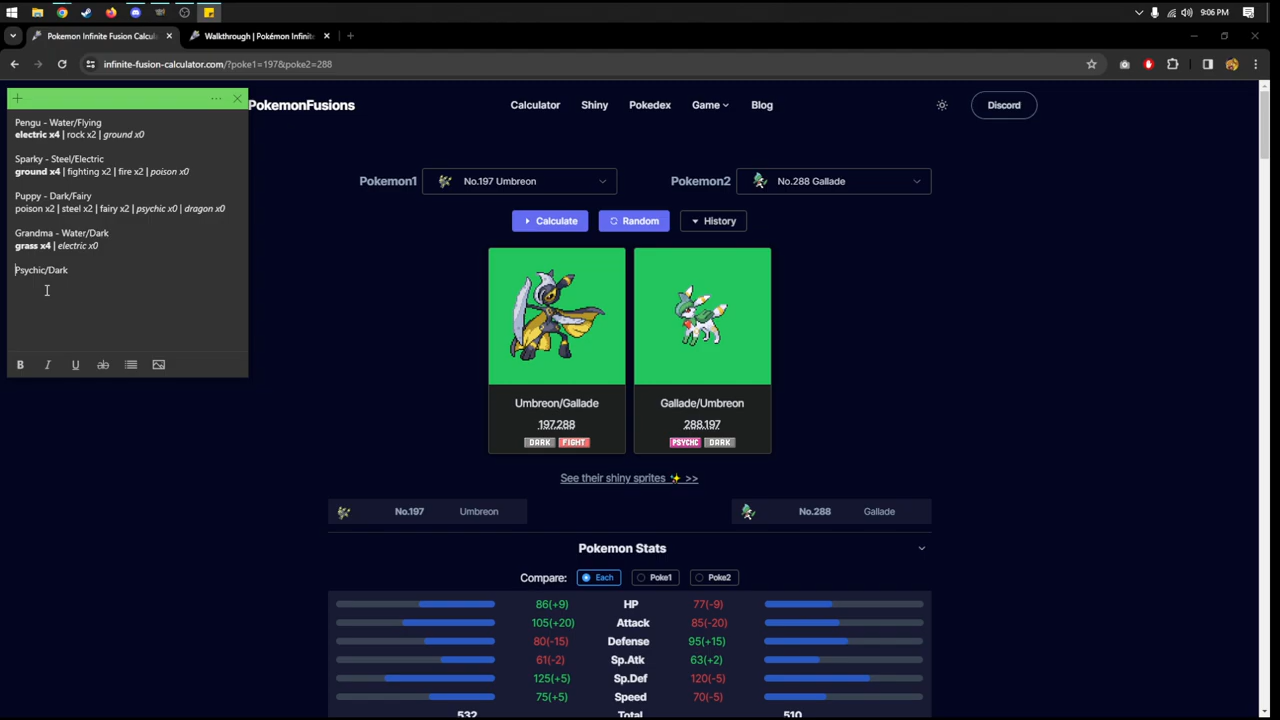 9:06 PM
Pokemon Infinite Fusion Calcul
Walkthrough | Pokémon Infinite
infinite-fusion-calculator.com/?poke1=197&poke2=288
PokemonFusions
Calculator
Shiny
Pokedex
Game
Blog
Discord
Pengu - Water/Flying
electric x4 | rock x2 | ground x0
Sparky - Steel/Electric
ground x4 | fighting x2 | fire x2 | poison x0
Puppy - Dark/Fairy
poison x2 | steel x2 | fairy x2 | psychic x0 | dragon x0
Grandma - Water/Dark
grass x4 | electric x0
Psychic/Dark
B I U ab
Pokemon1
No.197 Umbreon
Pokemon2
No.288 Gallade
Calculate
Random
History
Umbreon/Gallade
197.288
DARK FIGHT
Gallade/Umbreon
288.197
PSYCHC DARK
See their shiny sprites ✨ >>
No.197 Umbreon
No.288 Gallade
Pokemon Stats
Compare: Each Poke1 Poke2
86(+9) HP 77(-9)
105(+20) Attack 85(-20)
80(-15) Defense 95(+15)
61(-2) Sp.Atk 63(+2)
125(+5) Sp.Def 120(-5)
75(+5) Speed 70(-5)
532 Total 510